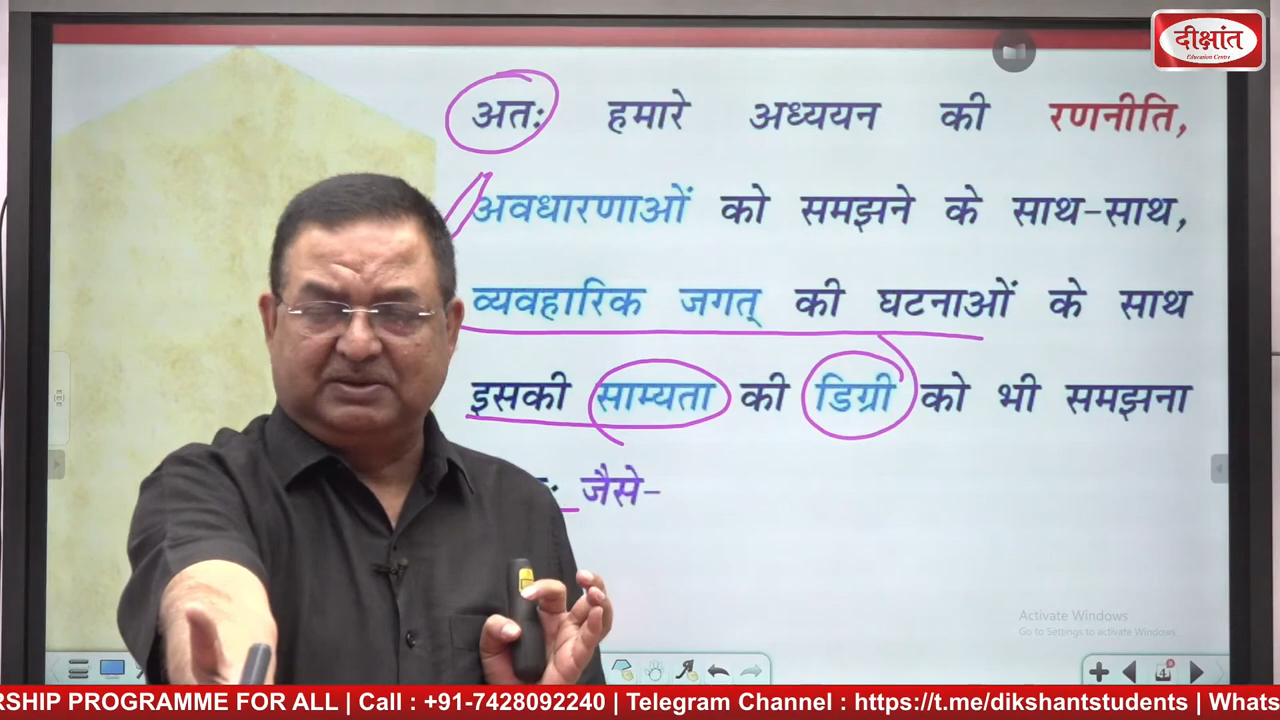 दीक्षांत
Education Centre
अतः हमारे अध्ययन की रणनीति,
अवधारणाओं को समझने के साथ-साथ,
व्यवहारिक जगत् की घटनाओं के साथ
इसकी साम्यता की डिग्री को भी समझना
जैसे-
Activate Windows
Go to Settings to activate Windows.
RSHIP PROGRAMME FOR ALL | Call : +91-7428092240 | Telegram Channel : https://t.me/dikshantstudents | Whats